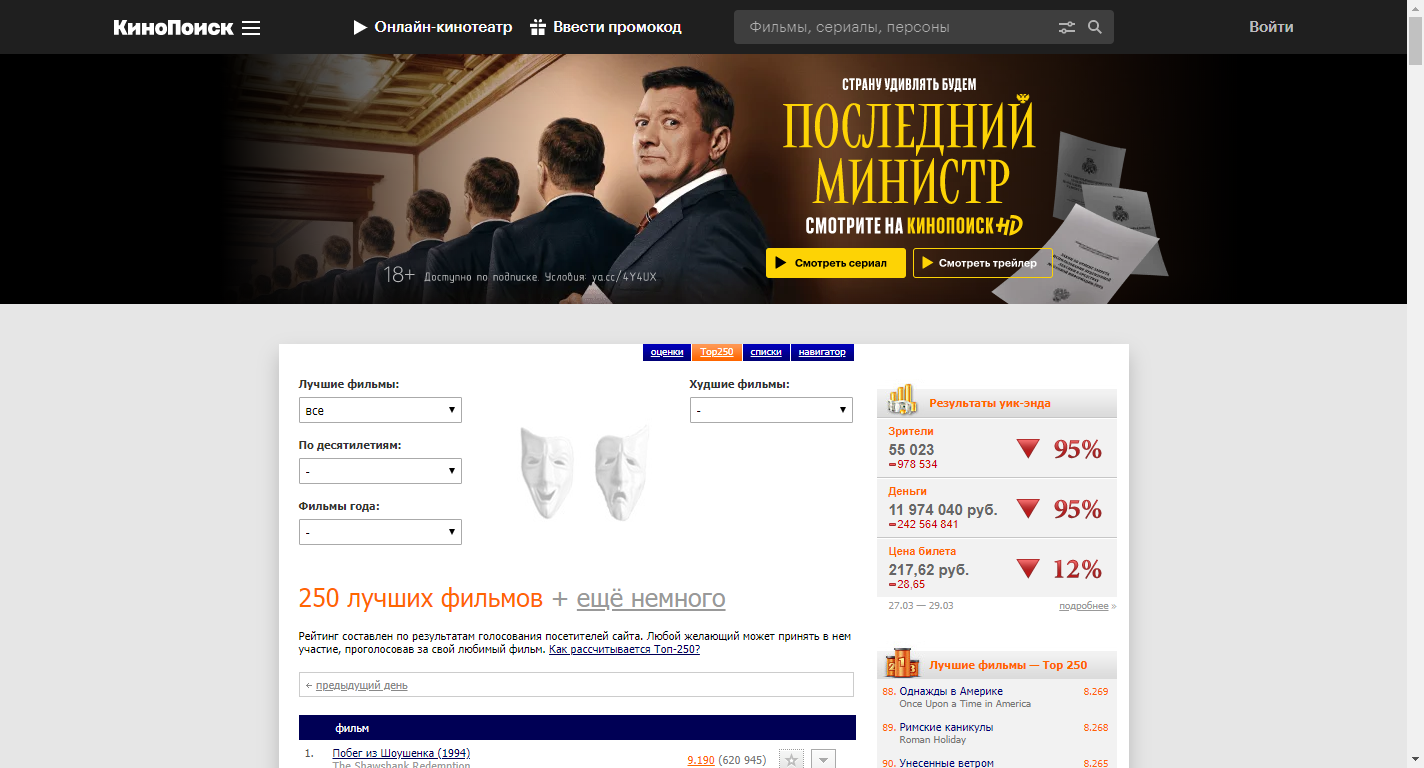 КиноПоиск
Онлайн-кинотеатр
Ввести промокод
Фильмы, сериалы, персоны
Войти
СТРАНУ УДИВЛЯТЬ БУДЕМ
ПОСЛЕДНИЙ
МИНИСТР
СМОТРИТЕ НА КИНОПОИСК HD
Смотреть сериал
Смотреть трейлер
18+ Доступно по подписке. Условия: ya.cc/4Y4UX
оценки
Top250
списки
навигатор
Лучшие фильмы:
все
По десятилетиям:
-
Фильмы года:
-
Худшие фильмы:
-
250 лучших фильмов + ещё немного
Рейтинг составлен по результатам голосования посетителей сайта. Любой желающий может принять в нем
участие, проголосовав за свой любимый фильм. Как рассчитывается Топ-250?
← предыдущий день
фильм
1. Побег из Шоушенка (1994) 9.190 (620 945)
The Shawshank Redemption
Результаты уик-энда
Зрители
55 023
978 534
95%
Деньги
11 974 040 руб.
242 564 841
95%
Цена билета
217,62 руб.
28,65
12%
27.03 — 29.03
подробнее »
Лучшие фильмы — Top 250
88. Однажды в Америке 8.269
Once Upon a Time in America
89. Римские каникулы 8.268
Roman Holiday
90. Унесенные ветром 8.265